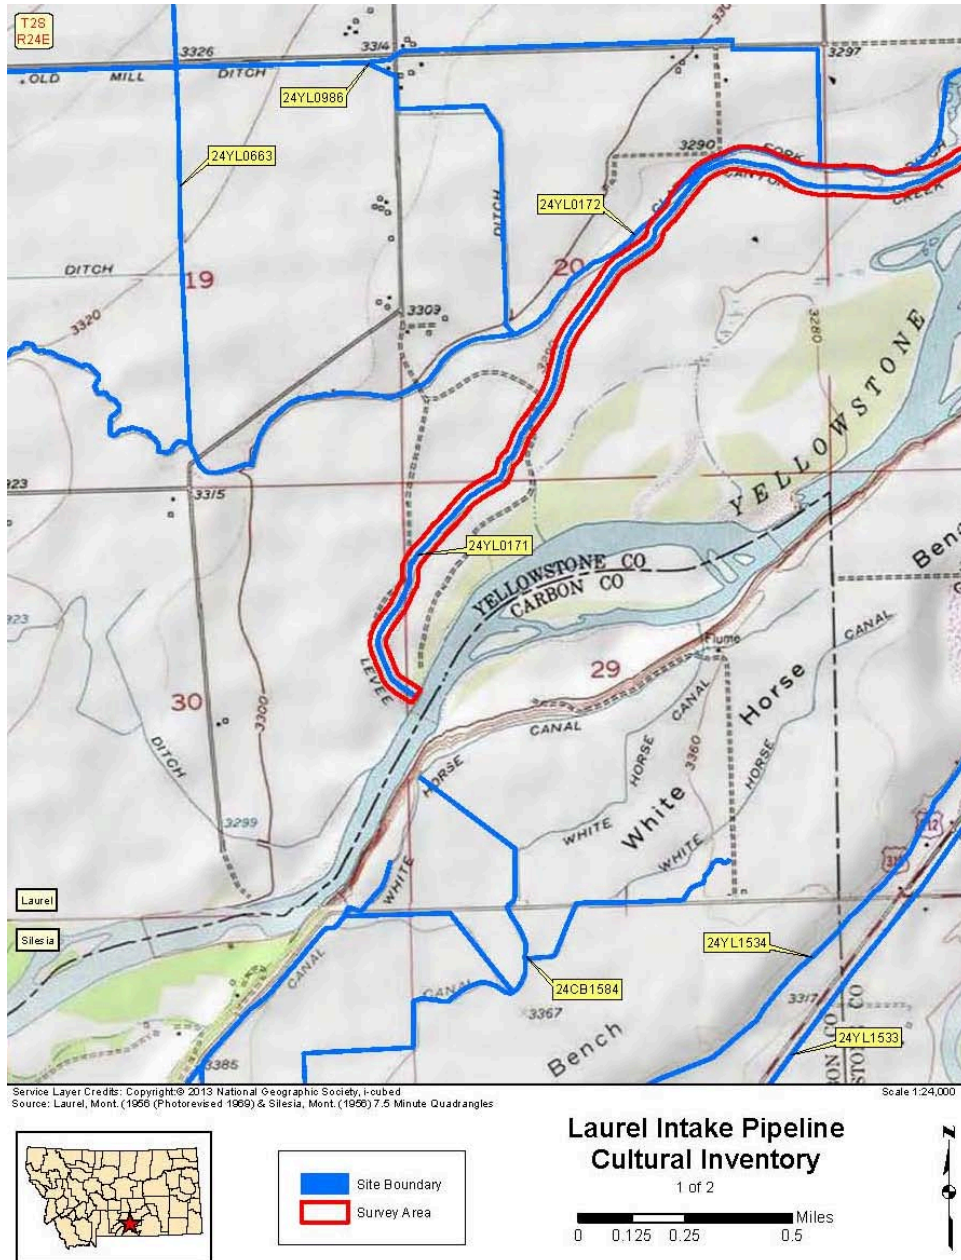 T2S
R24E
3326
3314
3297
OLD MILL DITCH
24YL0986
24YL0663
3290
FORK
DITCH
CANYON
CREEK
24YL0172
DITCH
DITCH
19
20
3320
3309
3280
YELLOWSTONE
3315
24YL0171
YELLOWSTONE CO
CARBON CO
Flume
CANAL
LEVEE
29
30
3300
DITCH
CANAL
CANAL
HORSE
HORSE
HORSE
3360
White Horse
WHITE
WHITE
WHITE
3299
12
Laurel
Silesia
CANAL
CANAL
24YL1534
24CB1584
3367
3317
Bench
24YL1533
3385
Service Layer Credits: Copyright:© 2013 National Geographic Society, i-cubed
Source: Laurel, Mont. (1956 (Photorevised 1969) & Silesia, Mont. (1956) 7.5 Minute Quadrangles
Scale 1:24,000
Laurel Intake Pipeline
Cultural Inventory
1 of 2
Site Boundary
Survey Area
Miles
0 0.125 0.25 0.5
N